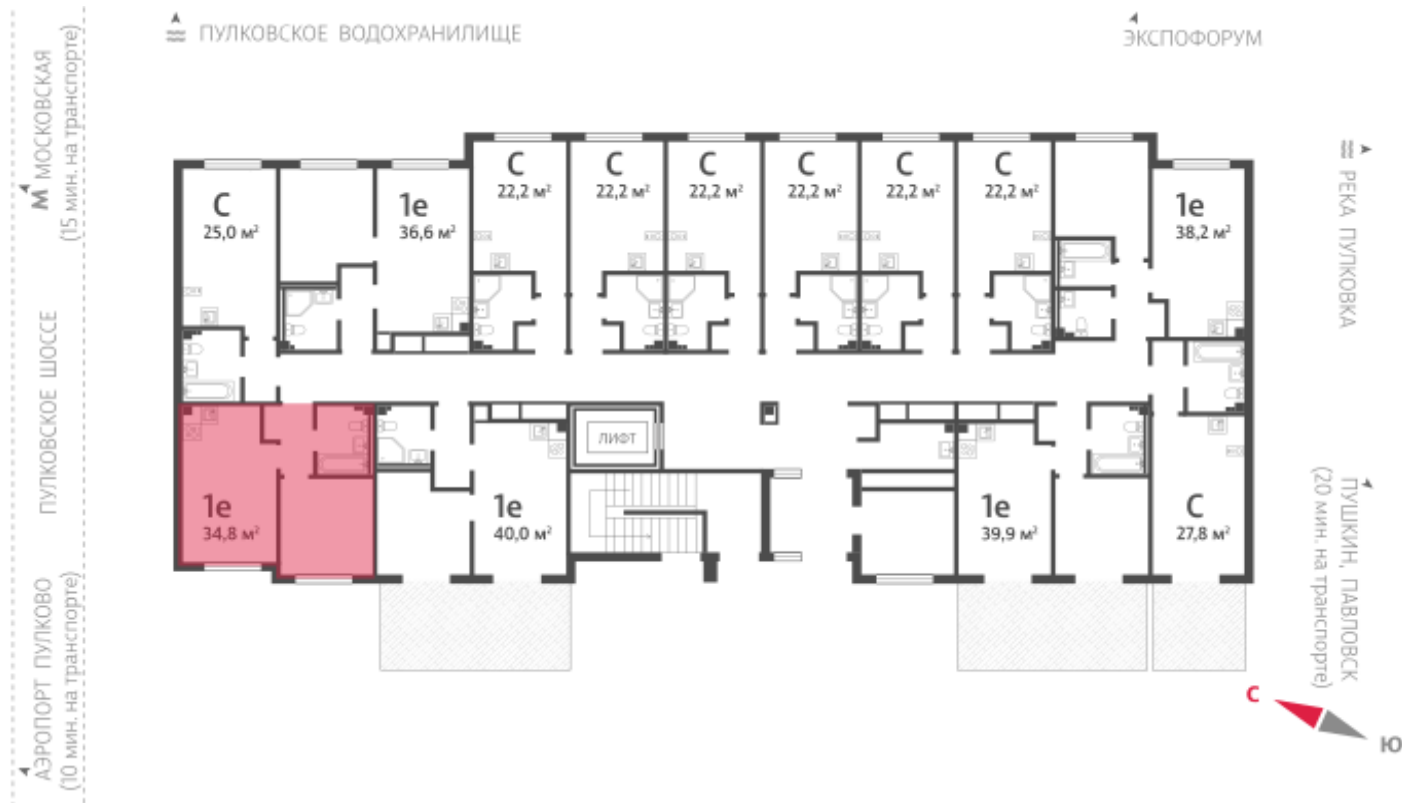 ПУЛКОВСКОЕ ВОДОХРАНИЛИЩЕ
ЭКСПОФОРУМ
М МОСКОВСКАЯ
(15 мин. на транспорте)
ПУЛКОВСКОЕ ШОССЕ
АЭРОПОРТ ПУЛКОВО
(10 мин. на транспорте)
С
25,0 м²
1е
36,6 м²
С
22,2 м²
С
22,2 м²
С
22,2 м²
С
22,2 м²
С
22,2 м²
С
22,2 м²
1е
38,2 м²
РЕКА ПУЛКОВКА
1е
34,8 м²
1е
40,0 м²
ЛИФТ
1е
39,9 м²
С
27,8 м²
ПУШКИН, ПАВЛОВСК
(20 мин. на транспорте)
С
Ю